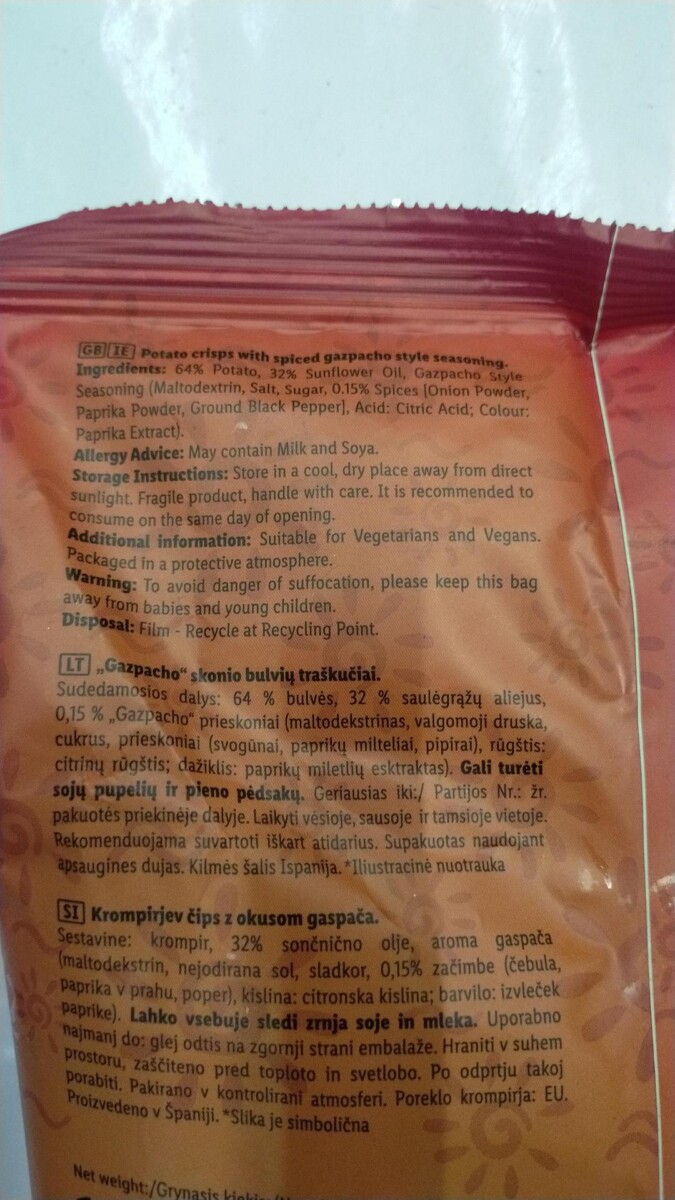 GB IE Potato crisps with spiced gazpacho style seasoning.
Ingredients: 64% Potato, 32% Sunflower Oil, Gazpacho Style
Seasoning (Maltodextrin, Salt, Sugar, 0.15% Spices [Onion Powder,
Paprika Powder, Ground Black Pepper], Acid: Citric Acid; Colour:
Paprika Extract).
Allergy Advice: May contain Milk and Soya.
Storage Instructions: Store in a cool, dry place away from direct
sunlight. Fragile product, handle with care. It is recommended to
consume on the same day of opening.
Additional information: Suitable for Vegetarians and Vegans.
Packaged in a protective atmosphere.
Warning: To avoid danger of suffocation, please keep this bag
away from babies and young children.
Disposal: Film - Recycle at Recycling Point.
LT „Gazpacho“ skonio bulvių traškučiai.
Sudedamosios dalys: 64 % bulvės, 32 % saulėgrąžų aliejus,
0,15 % „Gazpacho“ prieskoniai (maltodekstrinas, valgomoji druska,
cukrus, prieskoniai (svogūnai, paprikų milteliai, pipirai), rūgštis:
citrinų rūgštis; dažiklis: paprikų miletlių esktraktas). Gali turėti
sojų pupelių ir pieno pėdsakų. Geriausias iki:/ Partijos Nr.: žr.
pakuotės priekinėje dalyje. Laikyti vėsioje, sausoje ir tamsioje vietoje.
Rekomenduojama suvartoti iškart atidarius. Supakuotas naudojant
apsaugines dujas. Kilmės šalis Ispanija. *Iliustracinė nuotrauka
SI Krompirjev čips z okusom gaspača.
Sestavine: krompir, 32% sončnično olje, aroma gaspača
(maltodekstrin, nejodirana sol, sladkor, 0,15% začimbe (čebula,
paprika v prahu, poper), kislina: citronska kislina; barvilo: izvleček
paprike). Lahko vsebuje sledi zrnja soje in mleka. Uporabno
najmanj do: glej odtis na zgornji strani embalaže. Hraniti v suhem
prostoru, zaščiteno pred toploto in svetlobo. Po odprtju takoj
porabiti. Pakirano v kontrolirani atmosferi. Poreklo krompirja: EU.
Proizvedeno v Španiji. *Slika je simbolična
Net weight:/Grynasis